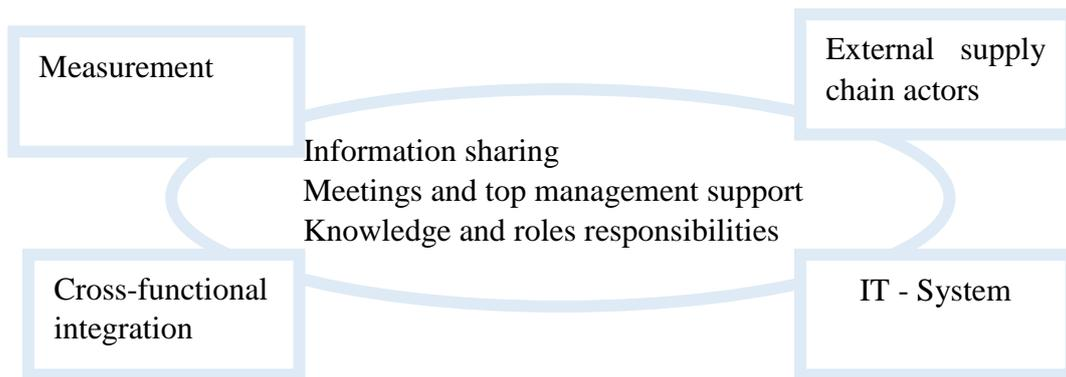 Measurement
External supply
chain actors
Information sharing
Meetings and top management support
Knowledge and roles responsibilities
Cross-functional
integration
IT - System